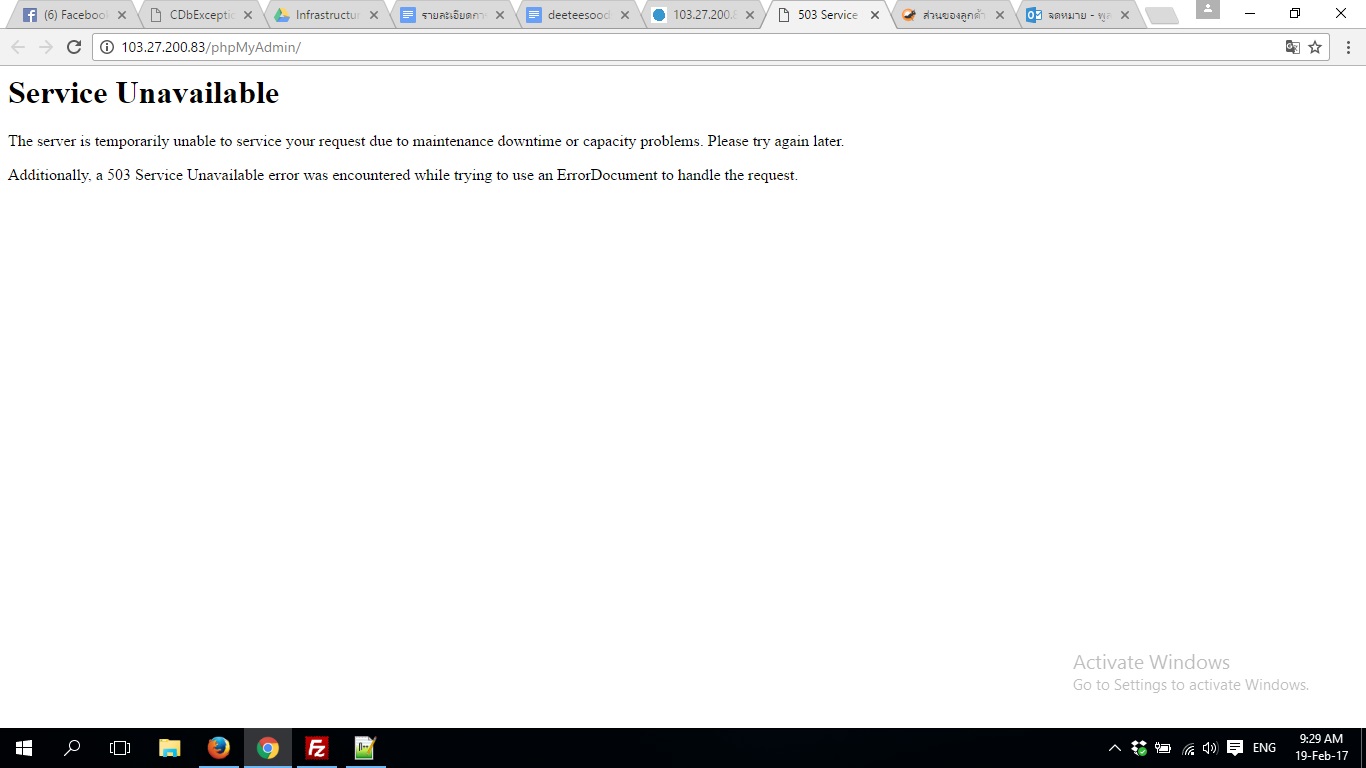 (6) Facebook
CDbExceptic
Infrastructur
รายละเอียดกา
deeteesood
103.27.200.8
503 Service
ส่วนของลูกค้า
จดหมาย - พูล
103.27.200.83/phpMyAdmin/
Service Unavailable
The server is temporarily unable to service your request due to maintenance downtime or capacity problems. Please try again later.
Additionally, a 503 Service Unavailable error was encountered while trying to use an ErrorDocument to handle the request.
Activate Windows
Go to Settings to activate Windows.
ENG
9:29 AM
19-Feb-17